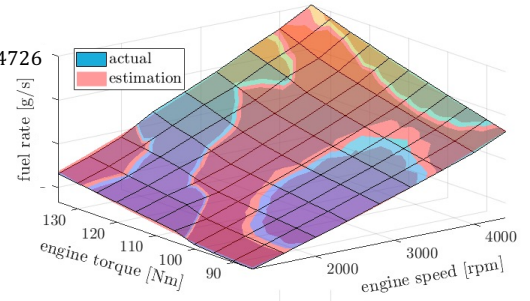 4726
actual
estimation
fuel rate [g/s]
130
120
110
100
90
engine torque [Nm]
2000
3000
4000
engine speed [rpm]